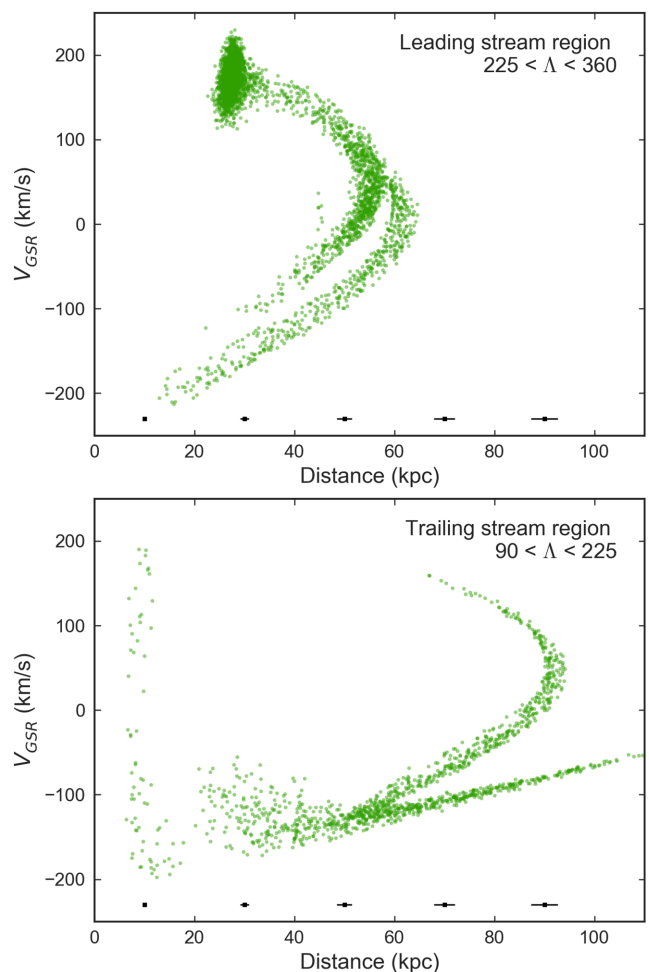 Leading stream region
225 < Λ < 360
200
100
0
−100
−200
V_GSR (km/s)
0 20 40 60 80 100
Distance (kpc)
Trailing stream region
90 < Λ < 225
200
100
0
−100
−200
V_GSR (km/s)
0 20 40 60 80 100
Distance (kpc)